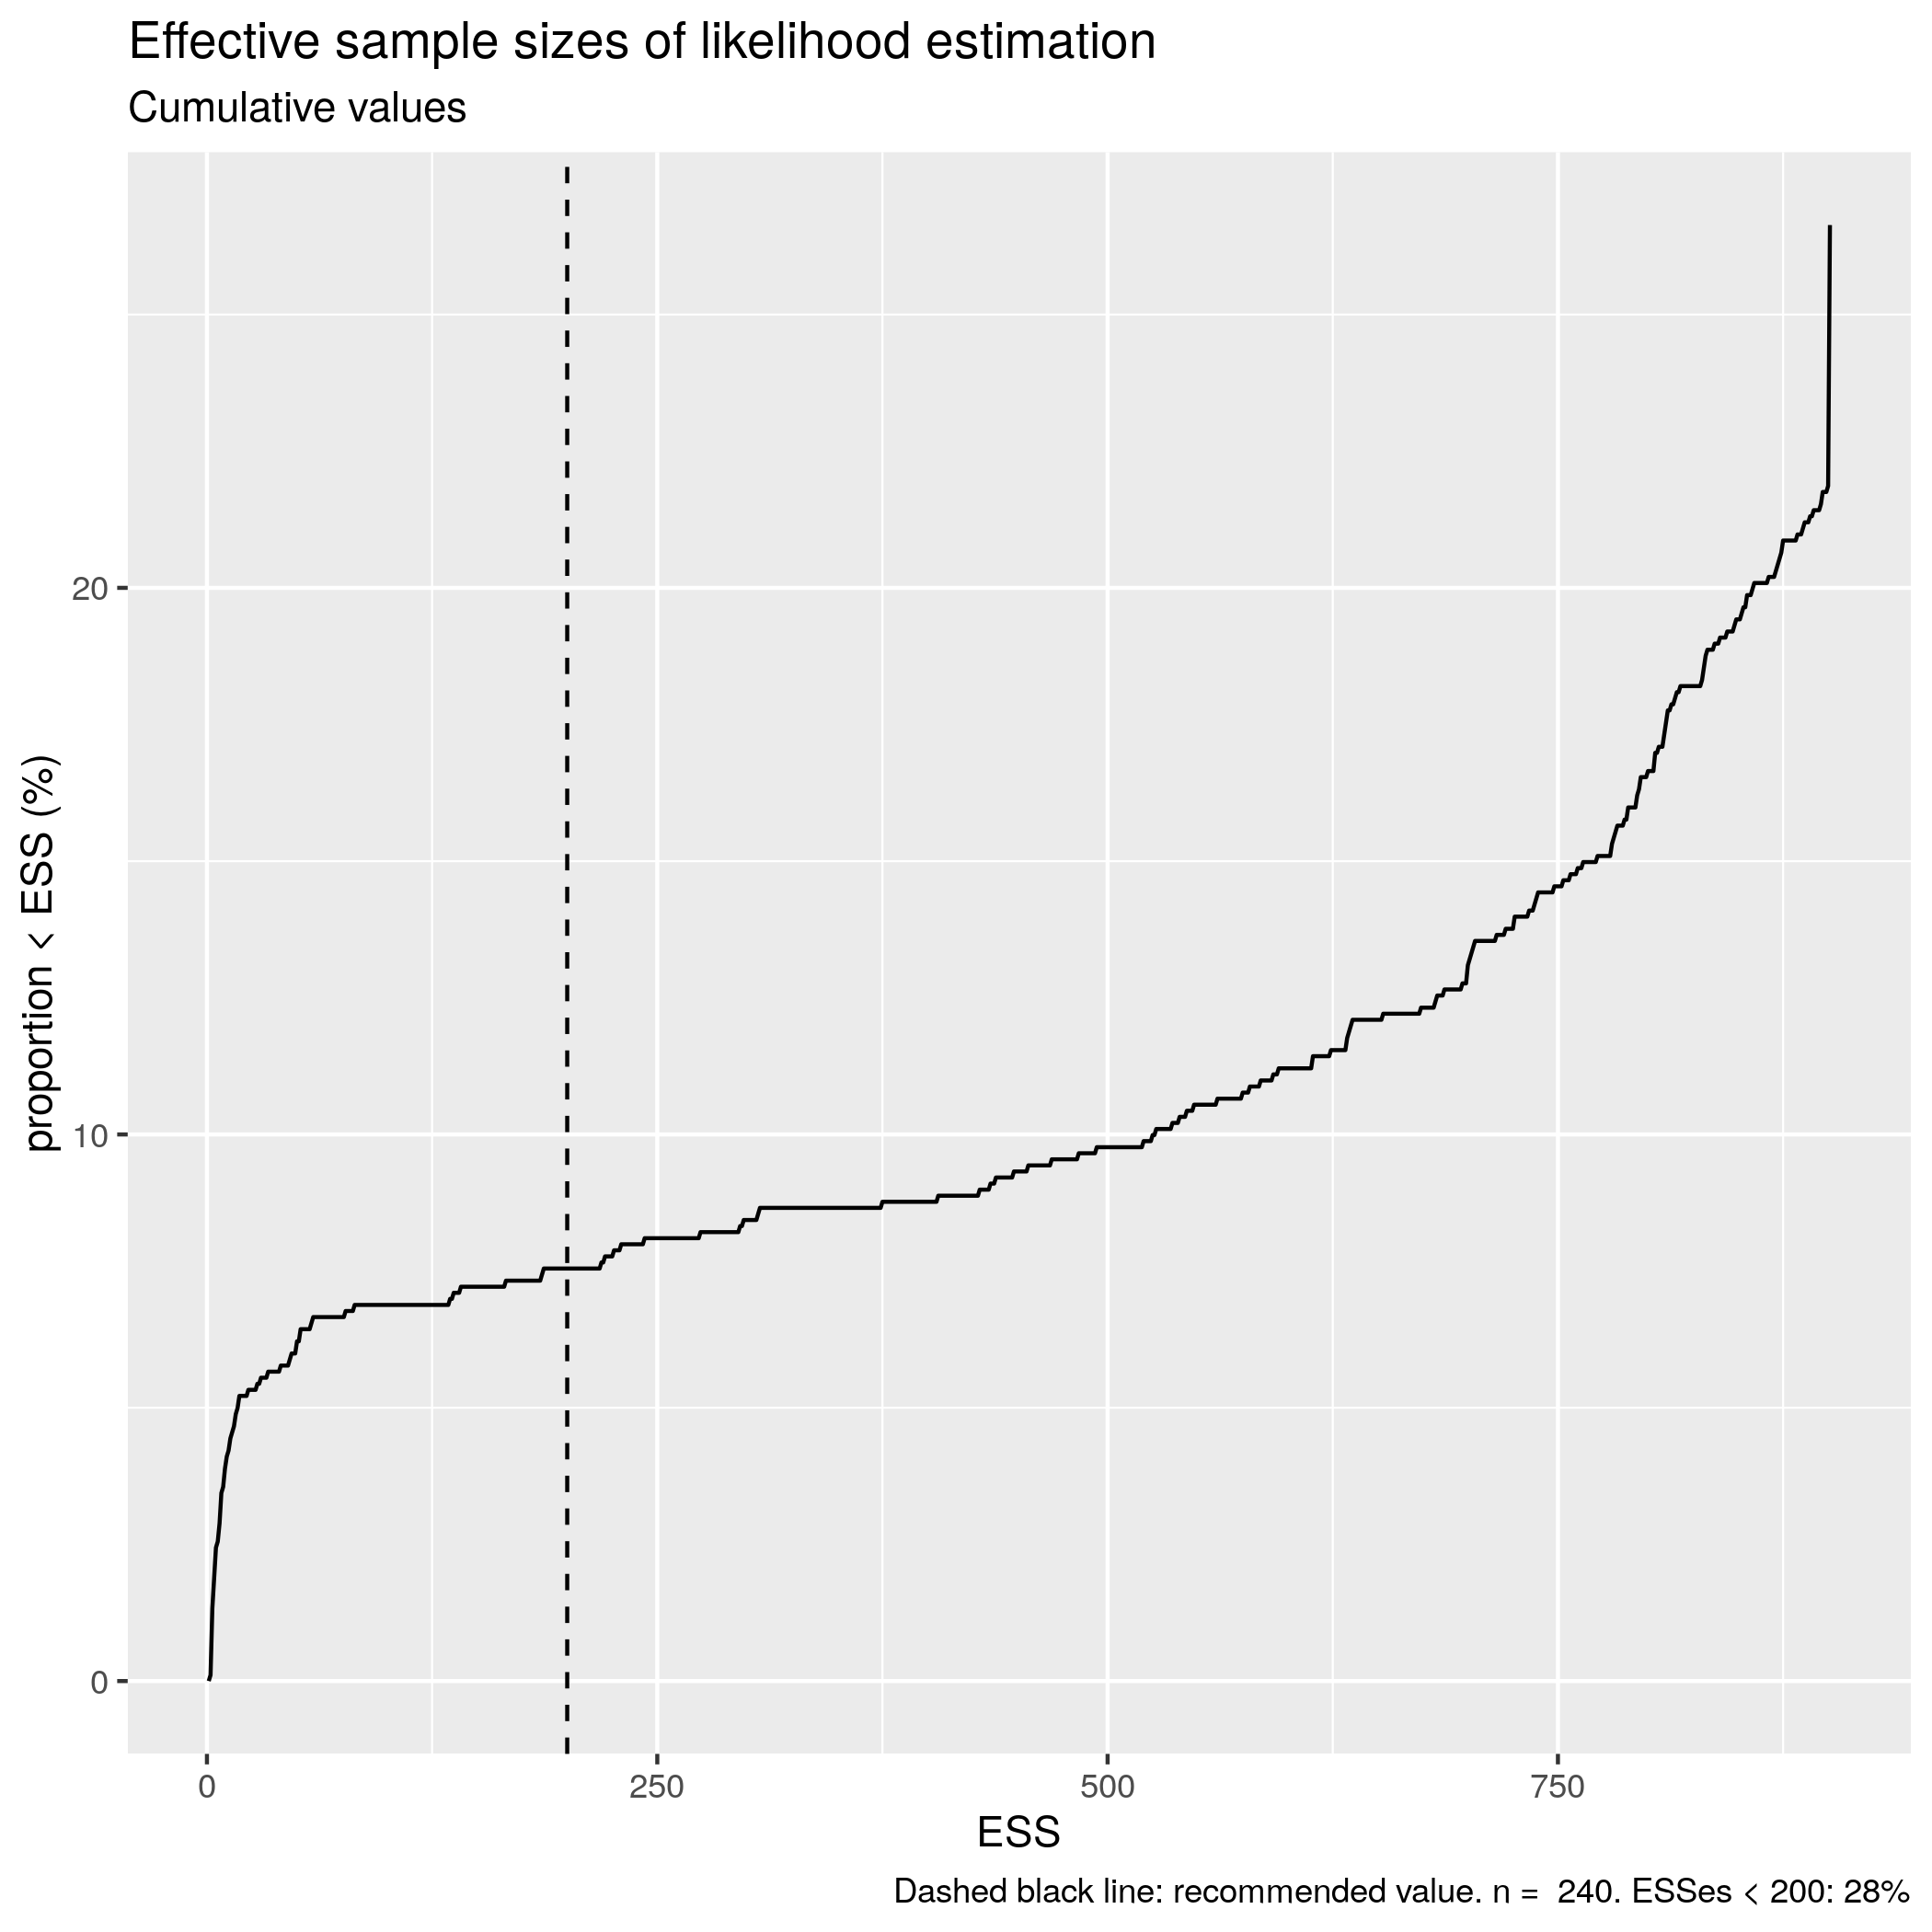 Effective sample sizes of likelihood estimation
Cumulative values
proportion < ESS (%)
20
10
0
0 250 500 750
ESS
Dashed black line: recommended value. n =  240. ESSes < 200: 28%